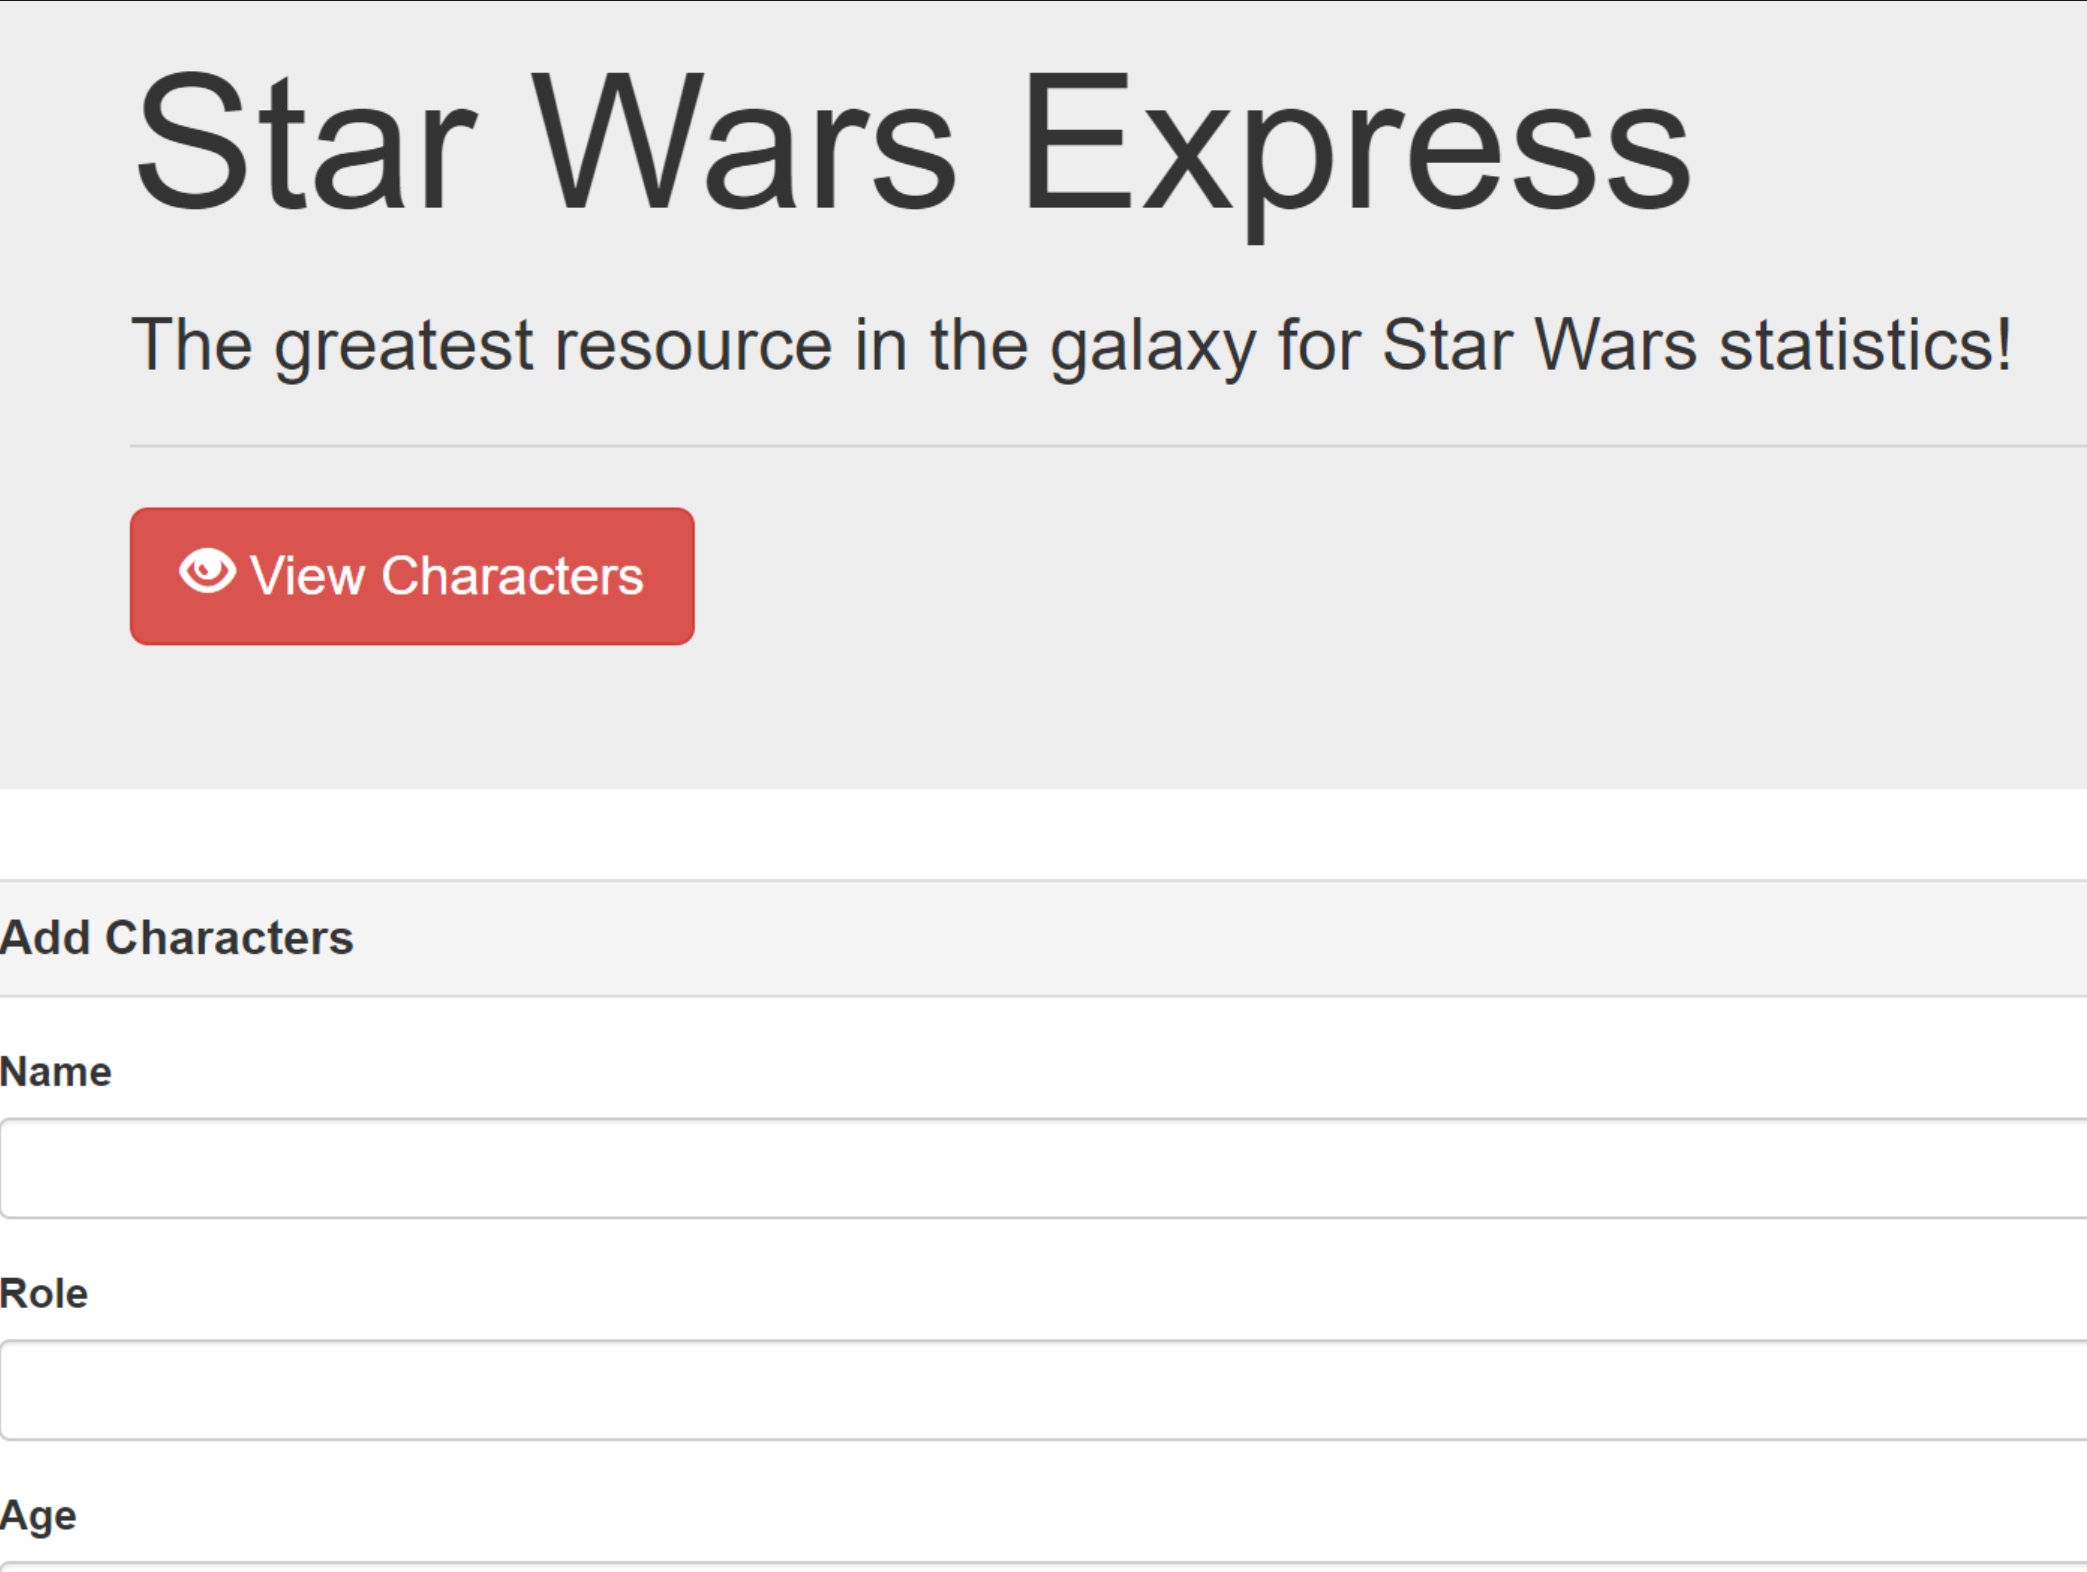 Star Wars Express
The greatest resource in the galaxy for Star Wars statistics!
View Characters
Add Characters
Name
Role
Age